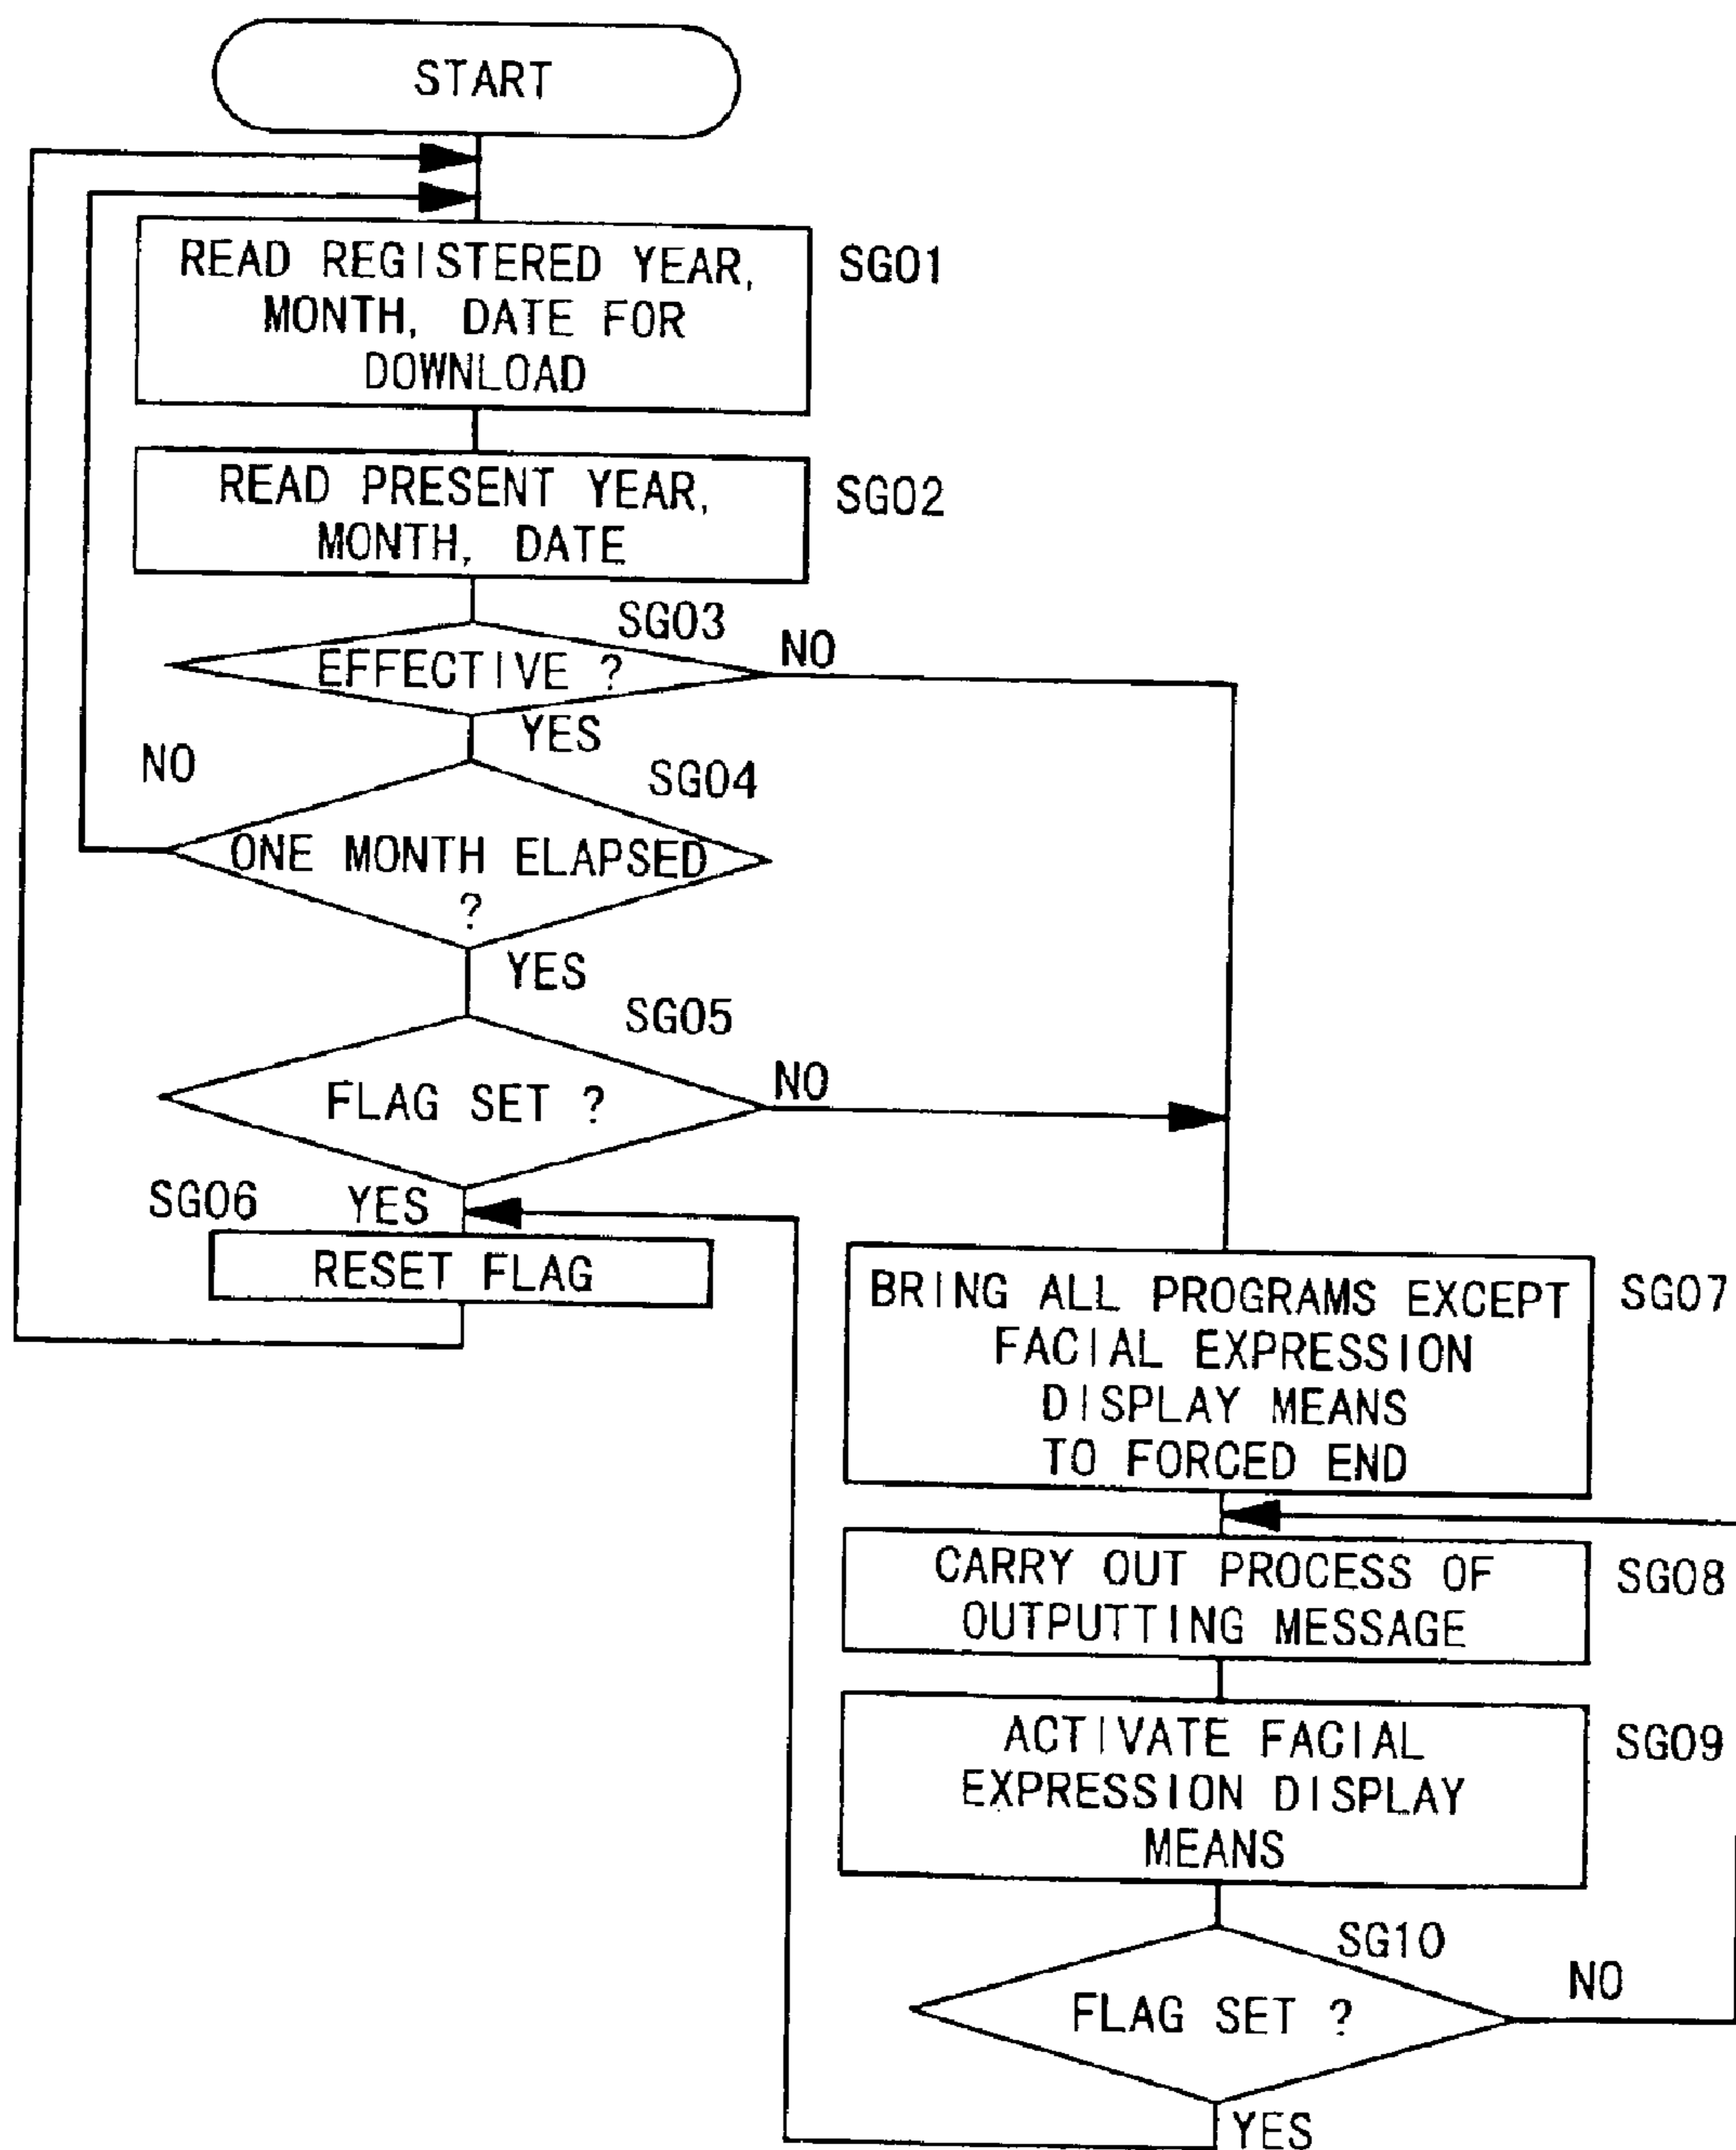 START
READ REGISTERED YEAR,
MONTH, DATE FOR
DOWNLOAD
SG01
READ PRESENT YEAR,
MONTH, DATE
SG02
SG03
EFFECTIVE ?
NO
YES
NO
SG04
ONE MONTH ELAPSED
?
YES
SG05
FLAG SET ?
NO
SG06
YES
RESET FLAG
BRING ALL PROGRAMS EXCEPT
FACIAL EXPRESSION
DISPLAY MEANS
TO FORCED END
SG07
CARRY OUT PROCESS OF
OUTPUTTING MESSAGE
SG08
ACTIVATE FACIAL
EXPRESSION DISPLAY
MEANS
SG09
SG10
FLAG SET ?
NO
YES